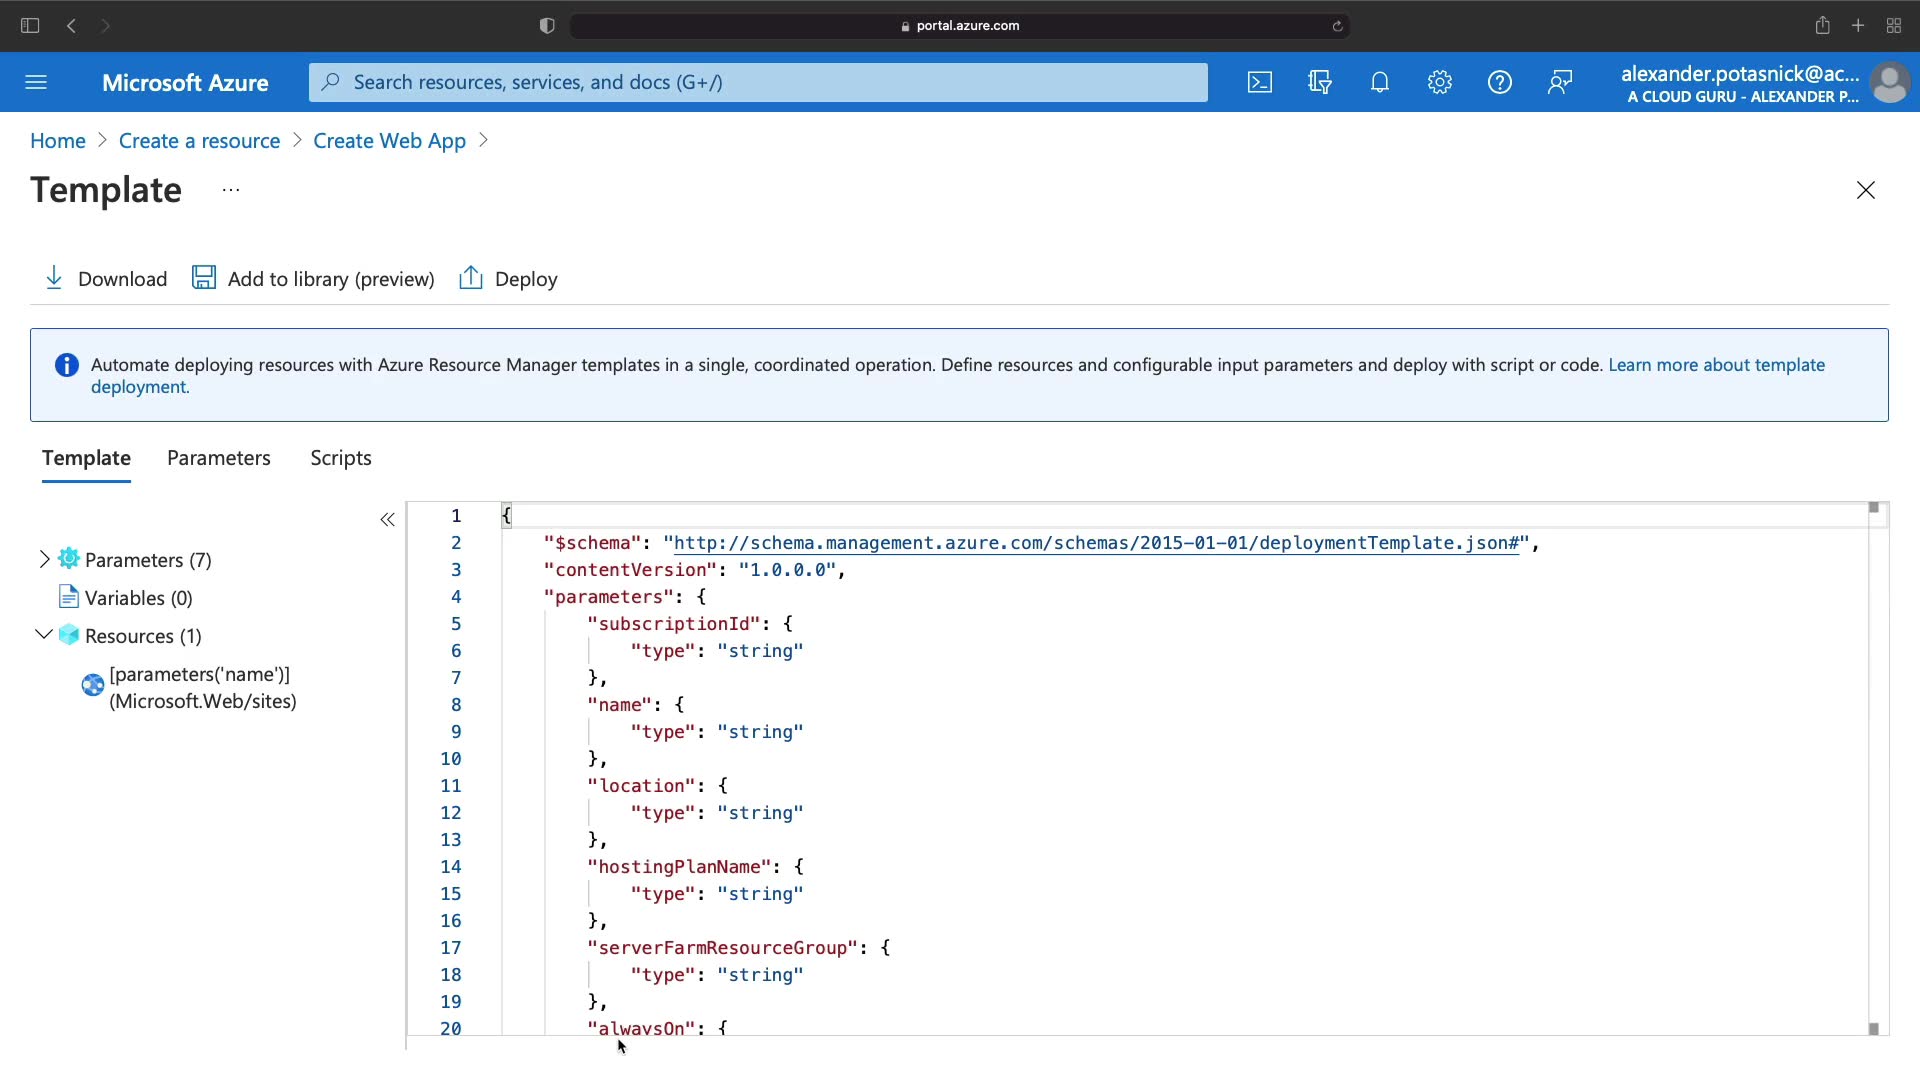 portal.azure.com
Microsoft Azure
Search resources, services, and docs (G+/)
alexander.potasnick@ac...
A CLOUD GURU - ALEXANDER P...
Home > Create a resource > Create Web App >
Template ...
Download Add to library (preview) Deploy
Automate deploying resources with Azure Resource Manager templates in a single, coordinated operation. Define resources and configurable input parameters and deploy with script or code. Learn more about template
deployment.
Template Parameters Scripts
Parameters (7)
Variables (0)
Resources (1)
[parameters('name')]
(Microsoft.Web/sites)
1 {
2 "$schema": "http://schema.management.azure.com/schemas/2015-01-01/deploymentTemplate.json#",
3 "contentVersion": "1.0.0.0",
4 "parameters": {
5 "subscriptionId": {
6 "type": "string"
7 },
8 "name": {
9 "type": "string"
10 },
11 "location": {
12 "type": "string"
13 },
14 "hostingPlanName": {
15 "type": "string"
16 },
17 "serverFarmResourceGroup": {
18 "type": "string"
19 },
20 "alwaysOn": {